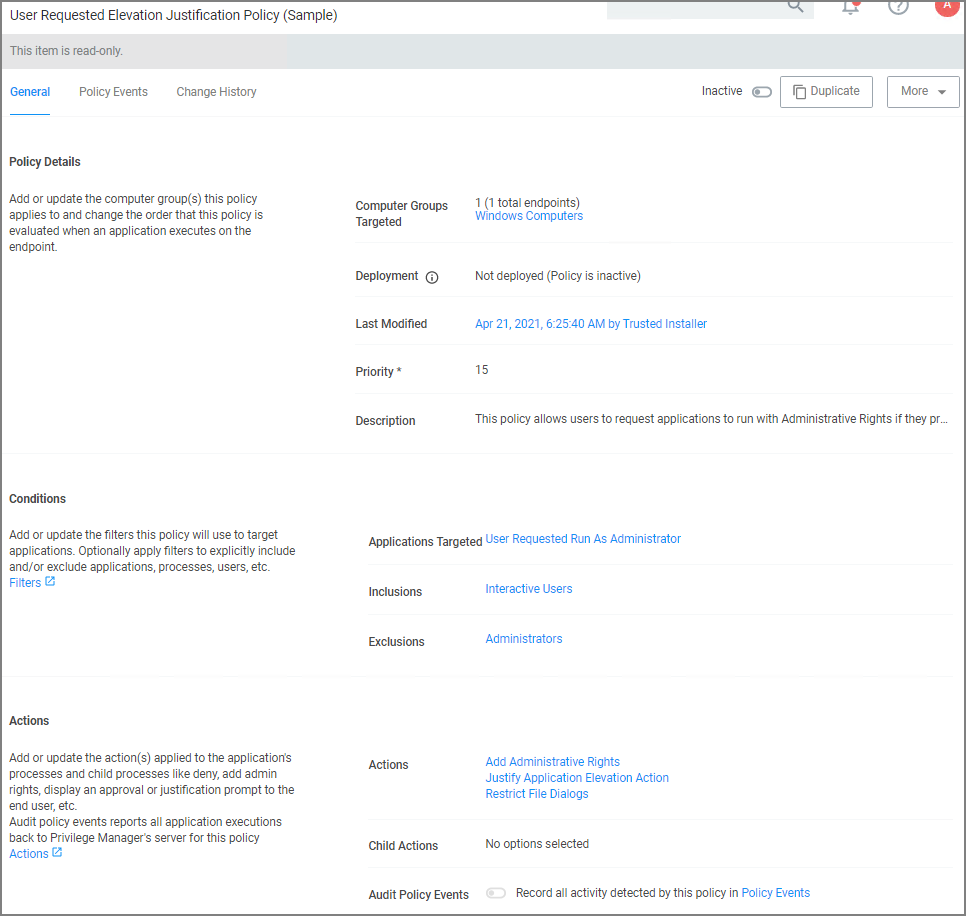 User Requested Elevation Justification Policy (Sample)
?
A
This item is read-only.
General
Policy Events
Change History
Inactive
Duplicate
More
Policy Details
Add or update the computer group(s) this policy
applies to and change the order that this policy is
evaluated when an application executes on the
endpoint.
Computer Groups
Targeted
1 (1 total endpoints)
Windows Computers
Deployment
Not deployed (Policy is inactive)
Last Modified
Apr 21, 2021, 6:25:40 AM by Trusted Installer
Priority *
15
Description
This policy allows users to request applications to run with Administrative Rights if they pr...
Conditions
Add or update the filters this policy will use to target
applications. Optionally apply filters to explicitly include
and/or exclude applications, processes, users, etc.
Filters
Applications Targeted
User Requested Run As Administrator
Inclusions
Interactive Users
Exclusions
Administrators
Actions
Add or update the action(s) applied to the application's
processes and child processes like deny, add admin
rights, display an approval or justification prompt to the
end user, etc.
Audit policy events reports all application executions
back to Privilege Manager's server for this policy
Actions
Actions
Add Administrative Rights
Justify Application Elevation Action
Restrict File Dialogs
Child Actions
No options selected
Audit Policy Events
Record all activity detected by this policy in Policy Events